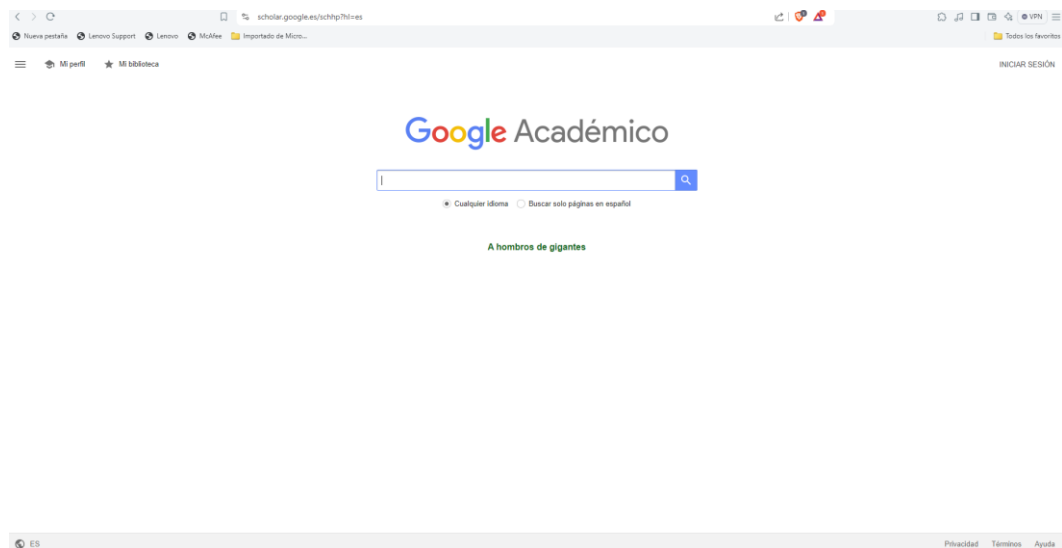 scholar.google.es/schhp?hl=es
VPN
Nueva pestaña Lenovo Support Lenovo McAfee Importado de Micro...
Todos los favoritos
Mi perfil Mi biblioteca
INICIAR SESIÓN
Google Académico
Cualquier idioma Buscar solo páginas en español
A hombros de gigantes
ES
Privacidad Términos Ayuda